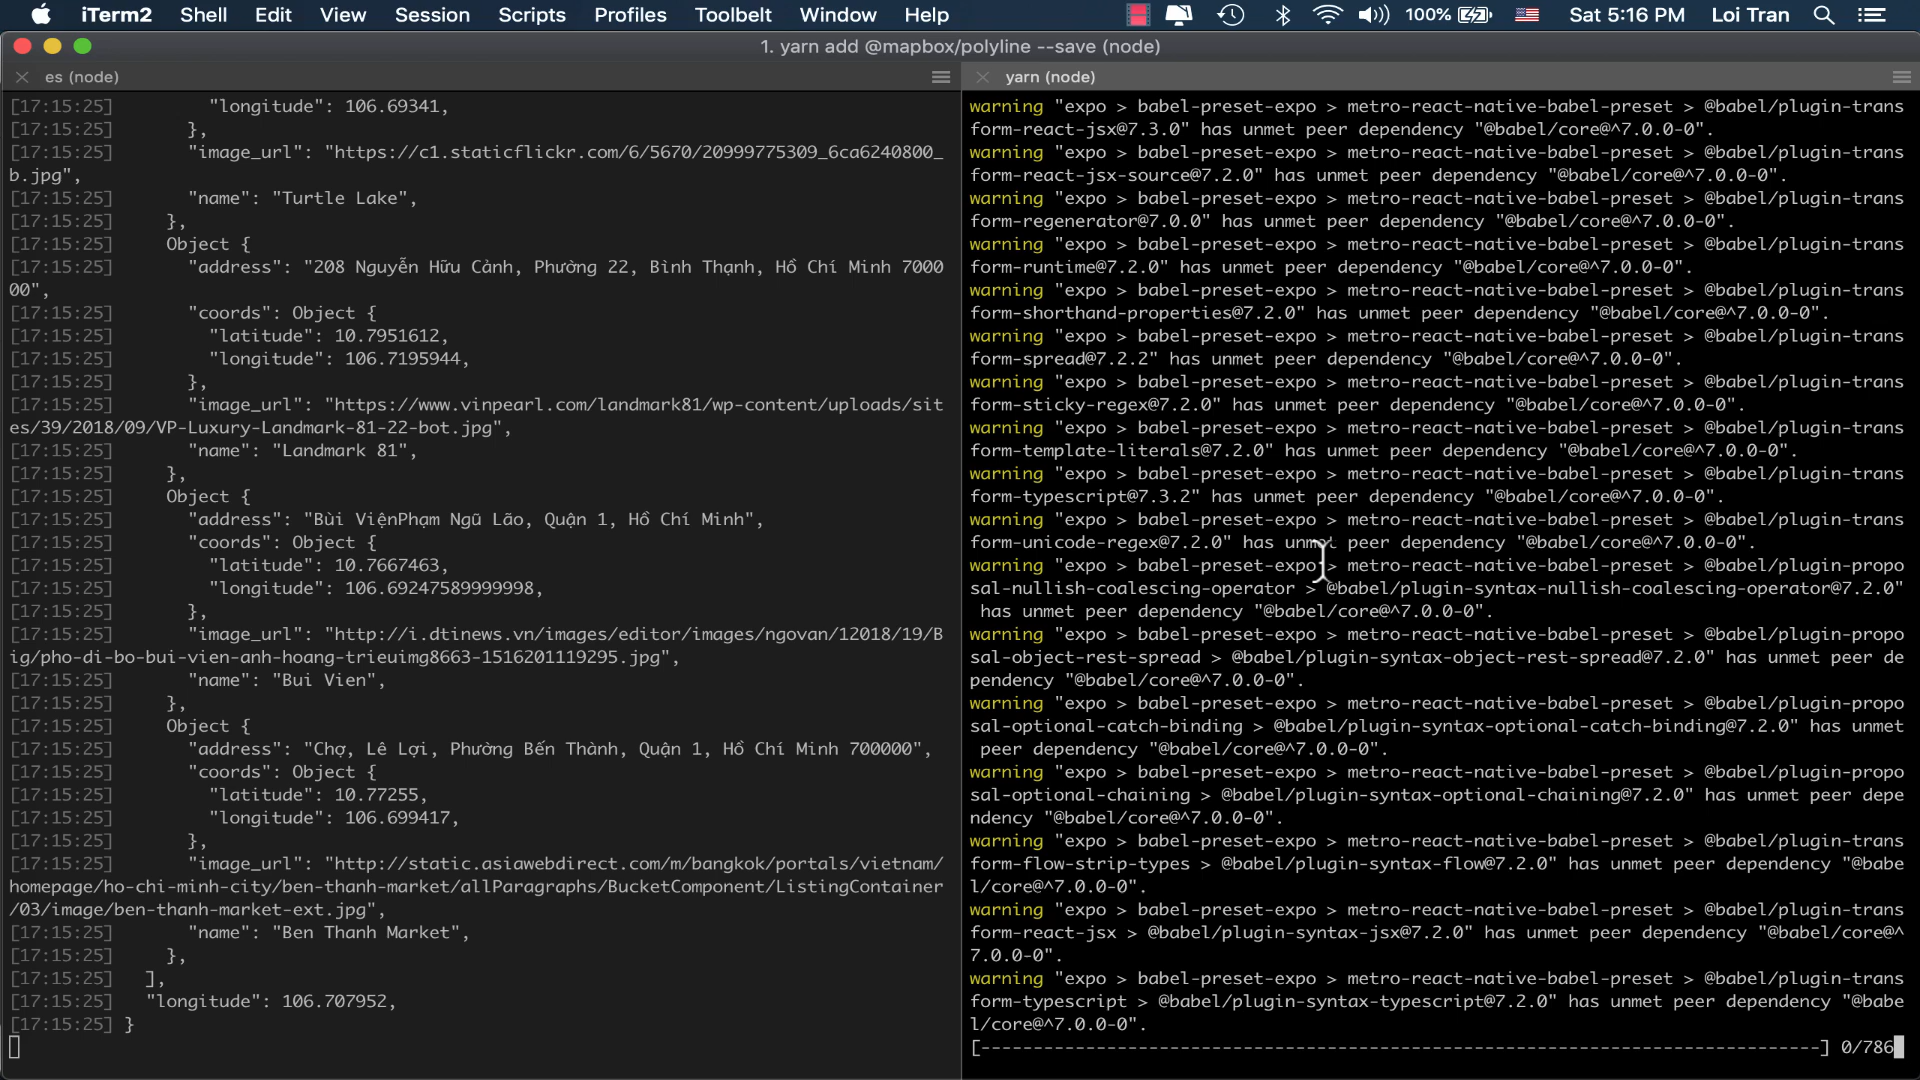 iTerm2 Shell Edit View Session Scripts Profiles Toolbelt Window Help 100% Sat 5:16 PM Loi Tran
1. yarn add @mapbox/polyline --save (node)
es (node)
[17:15:25]         "longitude": 106.69341,
[17:15:25]       },
[17:15:25]       "image_url": "https://c1.staticflickr.com/6/5670/20999775309_6ca6240800_
b.jpg",
[17:15:25]       "name": "Turtle Lake",
[17:15:25]     },
[17:15:25]     Object {
[17:15:25]       "address": "208 Nguyễn Hữu Cảnh, Phường 22, Bình Thạnh, Hồ Chí Minh 7000
00",
[17:15:25]       "coords": Object {
[17:15:25]         "latitude": 10.7951612,
[17:15:25]         "longitude": 106.7195944,
[17:15:25]       },
[17:15:25]       "image_url": "https://www.vinpearl.com/landmark81/wp-content/uploads/sit
es/39/2018/09/VP-Luxury-Landmark-81-22-bot.jpg",
[17:15:25]       "name": "Landmark 81",
[17:15:25]     },
[17:15:25]     Object {
[17:15:25]       "address": "Bùi ViệnPhạm Ngũ Lão, Quận 1, Hồ Chí Minh",
[17:15:25]       "coords": Object {
[17:15:25]         "latitude": 10.7667463,
[17:15:25]         "longitude": 106.69247589999998,
[17:15:25]       },
[17:15:25]       "image_url": "http://i.dtinews.vn/images/editor/images/ngovan/12018/19/B
ig/pho-di-bo-bui-vien-anh-hoang-trieuimg8663-1516201119295.jpg",
[17:15:25]       "name": "Bui Vien",
[17:15:25]     },
[17:15:25]     Object {
[17:15:25]       "address": "Chợ, Lê Lợi, Phường Bến Thành, Quận 1, Hồ Chí Minh 700000",
[17:15:25]       "coords": Object {
[17:15:25]         "latitude": 10.77255,
[17:15:25]         "longitude": 106.699417,
[17:15:25]       },
[17:15:25]       "image_url": "http://static.asiawebdirect.com/m/bangkok/portals/vietnam/
homepage/ho-chi-minh-city/ben-thanh-market/allParagraphs/BucketComponent/ListingContainer
/03/image/ben-thanh-market-ext.jpg",
[17:15:25]       "name": "Ben Thanh Market",
[17:15:25]     },
[17:15:25]   ],
[17:15:25]   "longitude": 106.707952,
[17:15:25] }
yarn (node)
warning "expo > babel-preset-expo > metro-react-native-babel-preset > @babel/plugin-trans
form-react-jsx@7.3.0" has unmet peer dependency "@babel/core@^7.0.0-0".
warning "expo > babel-preset-expo > metro-react-native-babel-preset > @babel/plugin-trans
form-react-jsx-source@7.2.0" has unmet peer dependency "@babel/core@^7.0.0-0".
warning "expo > babel-preset-expo > metro-react-native-babel-preset > @babel/plugin-trans
form-regenerator@7.0.0" has unmet peer dependency "@babel/core@^7.0.0-0".
warning "expo > babel-preset-expo > metro-react-native-babel-preset > @babel/plugin-trans
form-runtime@7.2.0" has unmet peer dependency "@babel/core@^7.0.0-0".
warning "expo > babel-preset-expo > metro-react-native-babel-preset > @babel/plugin-trans
form-shorthand-properties@7.2.0" has unmet peer dependency "@babel/core@^7.0.0-0".
warning "expo > babel-preset-expo > metro-react-native-babel-preset > @babel/plugin-trans
form-spread@7.2.2" has unmet peer dependency "@babel/core@^7.0.0-0".
warning "expo > babel-preset-expo > metro-react-native-babel-preset > @babel/plugin-trans
form-sticky-regex@7.2.0" has unmet peer dependency "@babel/core@^7.0.0-0".
warning "expo > babel-preset-expo > metro-react-native-babel-preset > @babel/plugin-trans
form-template-literals@7.2.0" has unmet peer dependency "@babel/core@^7.0.0-0".
warning "expo > babel-preset-expo > metro-react-native-babel-preset > @babel/plugin-trans
form-typescript@7.3.2" has unmet peer dependency "@babel/core@^7.0.0-0".
warning "expo > babel-preset-expo > metro-react-native-babel-preset > @babel/plugin-trans
form-unicode-regex@7.2.0" has unmet peer dependency "@babel/core@^7.0.0-0".
warning "expo > babel-preset-expo > metro-react-native-babel-preset > @babel/plugin-propo
sal-nullish-coalescing-operator > @babel/plugin-syntax-nullish-coalescing-operator@7.2.0"
 has unmet peer dependency "@babel/core@^7.0.0-0".
warning "expo > babel-preset-expo > metro-react-native-babel-preset > @babel/plugin-propo
sal-object-rest-spread > @babel/plugin-syntax-object-rest-spread@7.2.0" has unmet peer de
pendency "@babel/core@^7.0.0-0".
warning "expo > babel-preset-expo > metro-react-native-babel-preset > @babel/plugin-propo
sal-optional-catch-binding > @babel/plugin-syntax-optional-catch-binding@7.2.0" has unmet
 peer dependency "@babel/core@^7.0.0-0".
warning "expo > babel-preset-expo > metro-react-native-babel-preset > @babel/plugin-propo
sal-optional-chaining > @babel/plugin-syntax-optional-chaining@7.2.0" has unmet peer depe
ndency "@babel/core@^7.0.0-0".
warning "expo > babel-preset-expo > metro-react-native-babel-preset > @babel/plugin-trans
form-flow-strip-types > @babel/plugin-syntax-flow@7.2.0" has unmet peer dependency "@babe
l/core@^7.0.0-0".
warning "expo > babel-preset-expo > metro-react-native-babel-preset > @babel/plugin-trans
form-react-jsx > @babel/plugin-syntax-jsx@7.2.0" has unmet peer dependency "@babel/core@^
7.0.0-0".
warning "expo > babel-preset-expo > metro-react-native-babel-preset > @babel/plugin-trans
form-typescript > @babel/plugin-syntax-typescript@7.2.0" has unmet peer dependency "@babe
l/core@^7.0.0-0".
[--------------------------------------------------------------------------------] 0/786